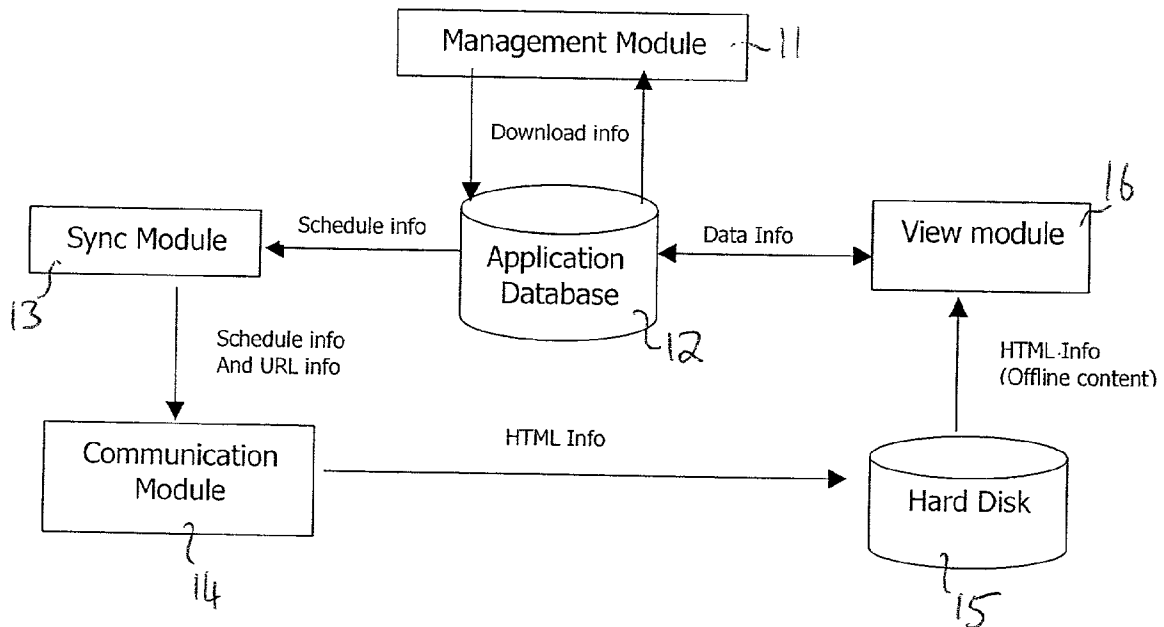 Management Module
11
Download info
16
Sync Module
Schedule info
Application
Database
Data Info
View module
13
12
Schedule info
And URL info
HTML Info
(Offline content)
Communication
Module
HTML Info
Hard Disk
14
15